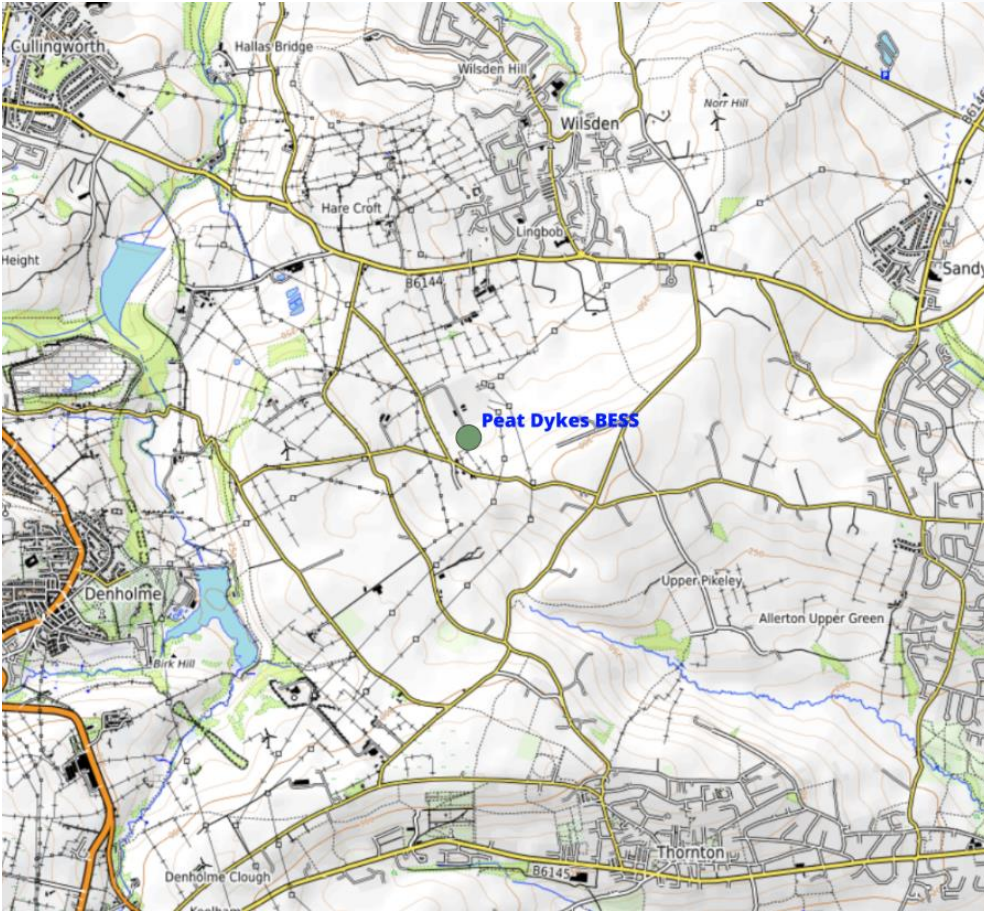 Cullingworth
Hallas Bridge
Wilsden Hill
Norr Hill
Wilsden
B6146
Hare Croft
Lingbob
Height
B6144
Sandy
Peat Dykes BESS
Denholme
Upper Pikeley
Allerton Upper Green
Birk Hill
Thornton
Denholme Clough
B6145
Keelham